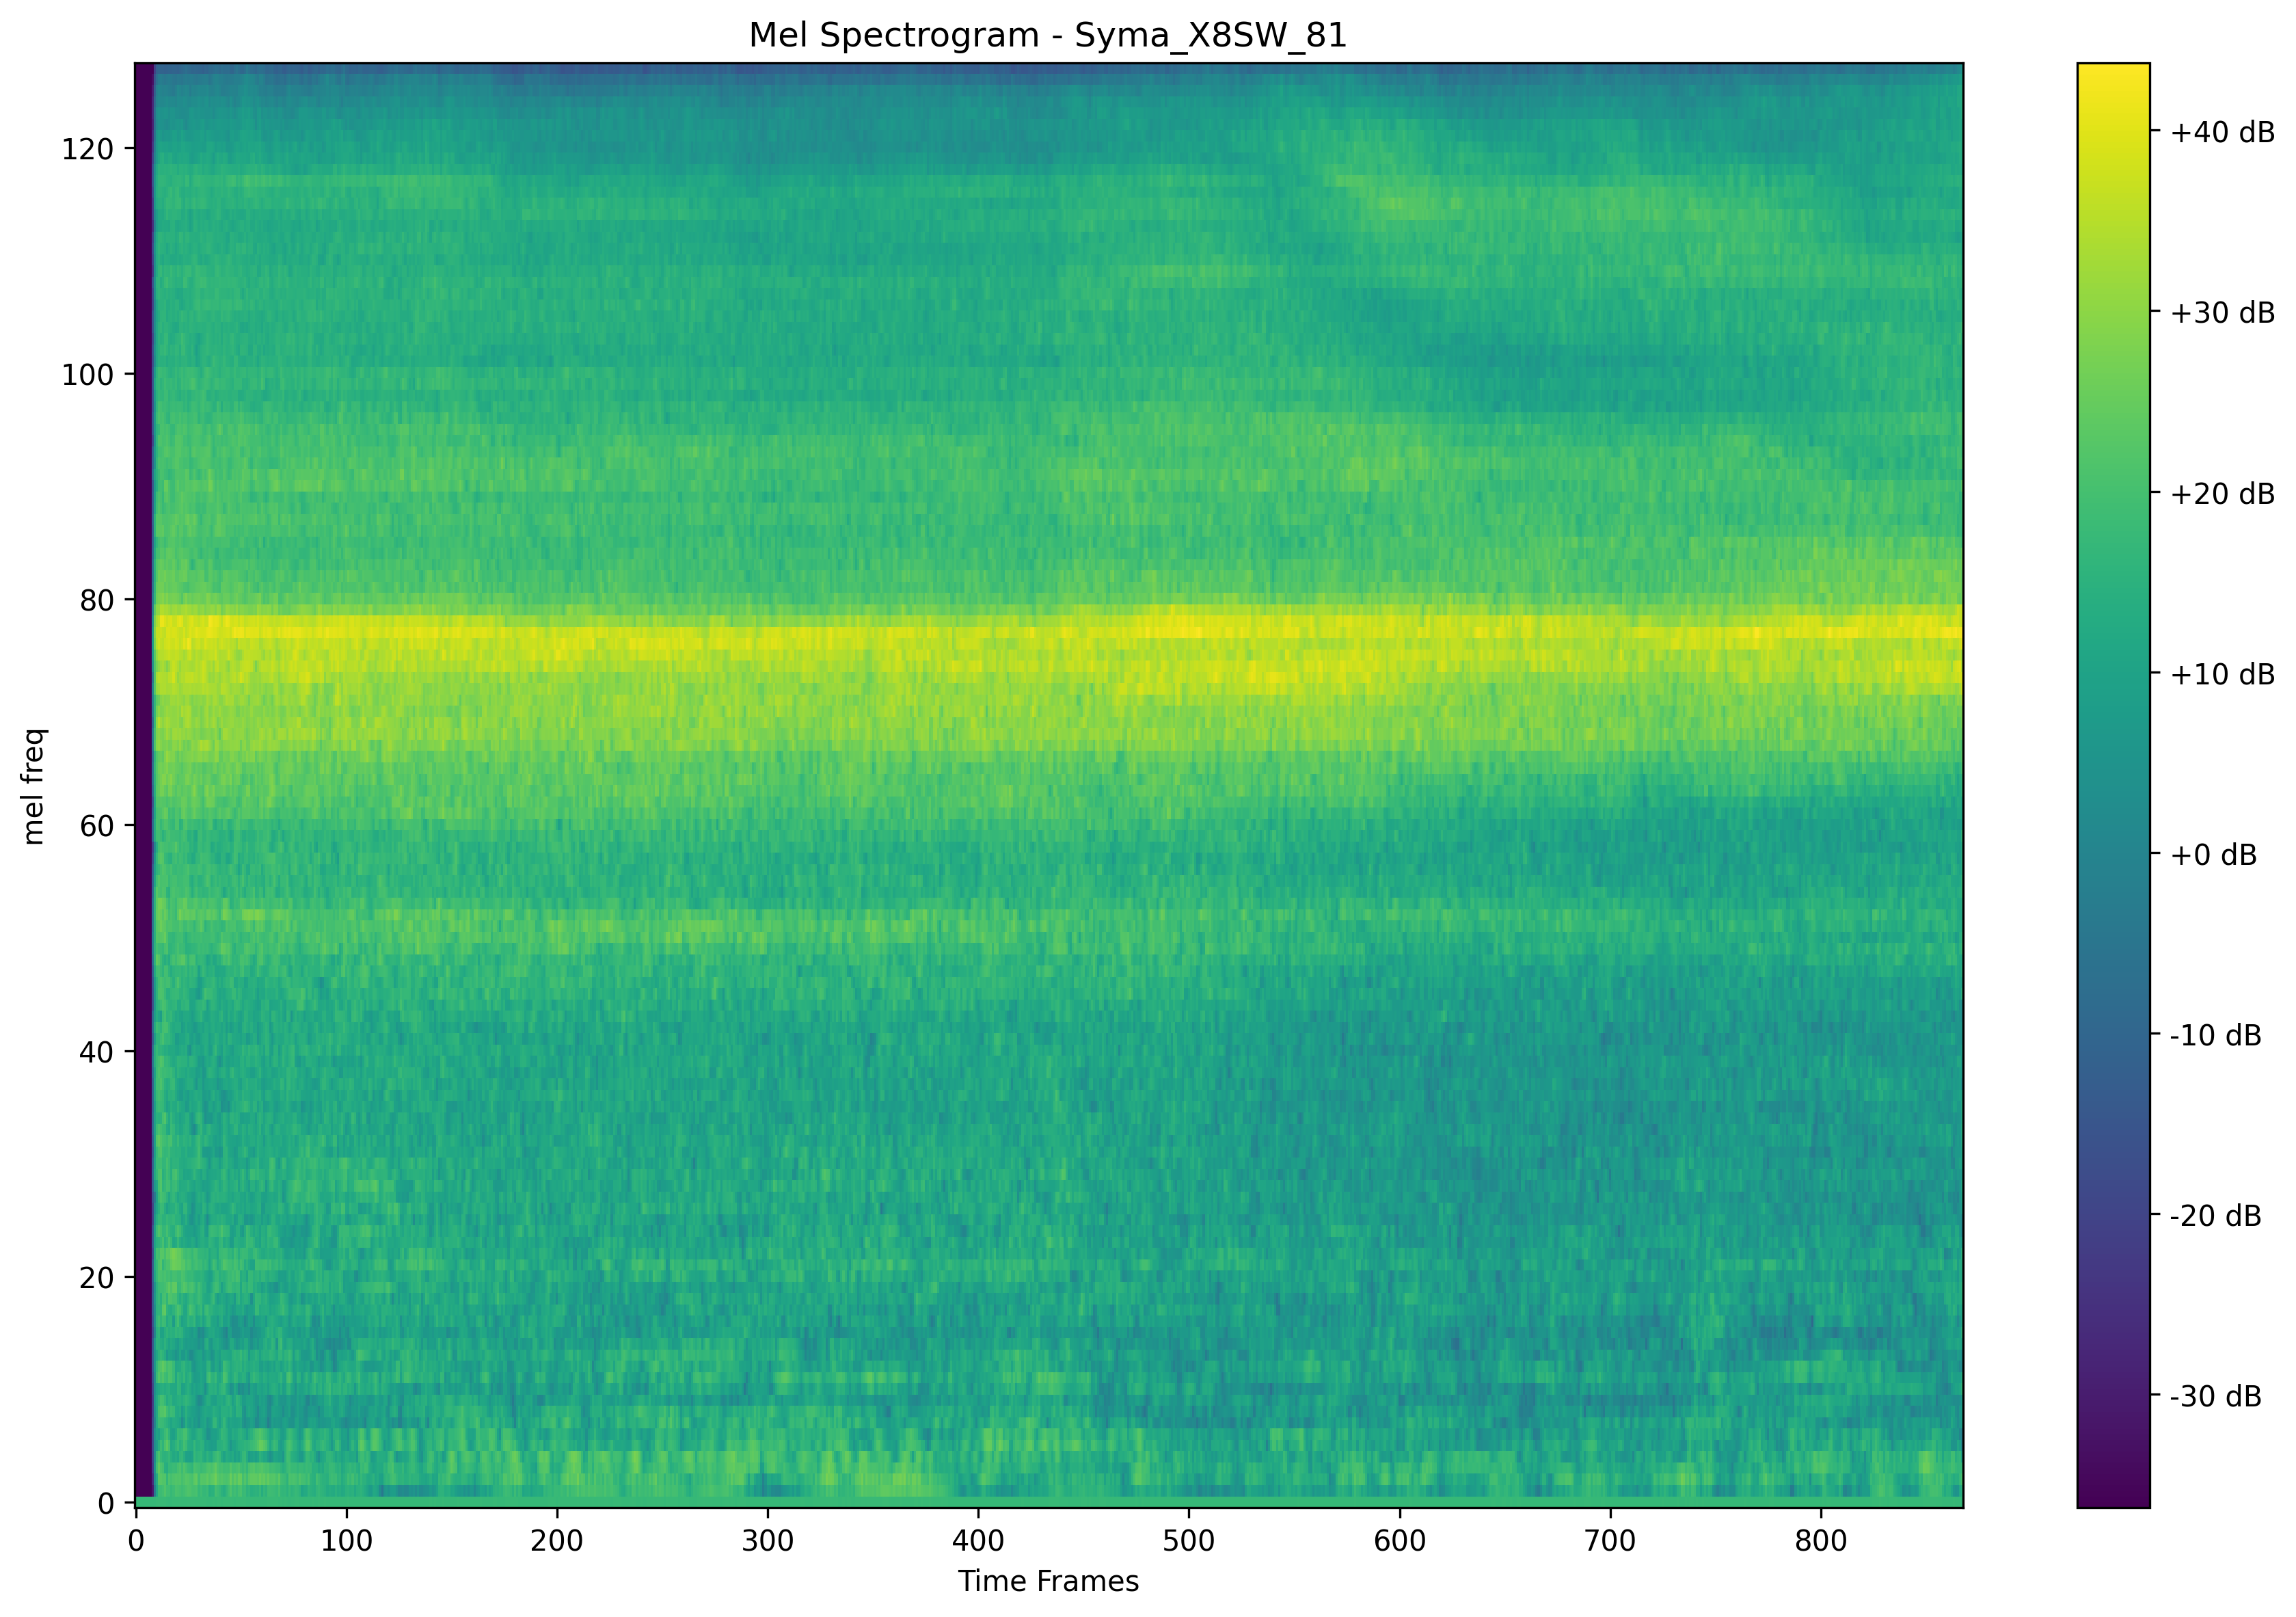 Mel Spectrogram - Syma_X8SW_81
mel freq
120
100
80
60
40
20
0
0 100 200 300 400 500 600 700 800
Time Frames
+40 dB
+30 dB
+20 dB
+10 dB
+0 dB
-10 dB
-20 dB
-30 dB